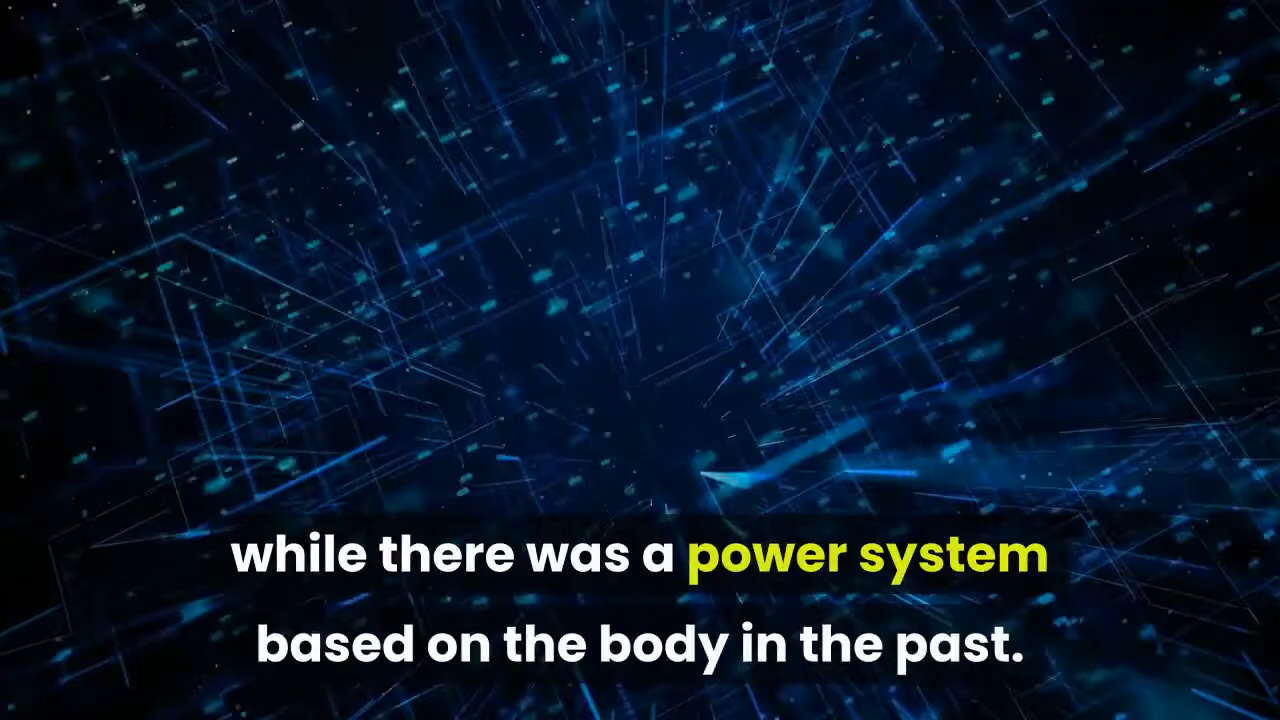 while there was a power system
based on the body in the past.